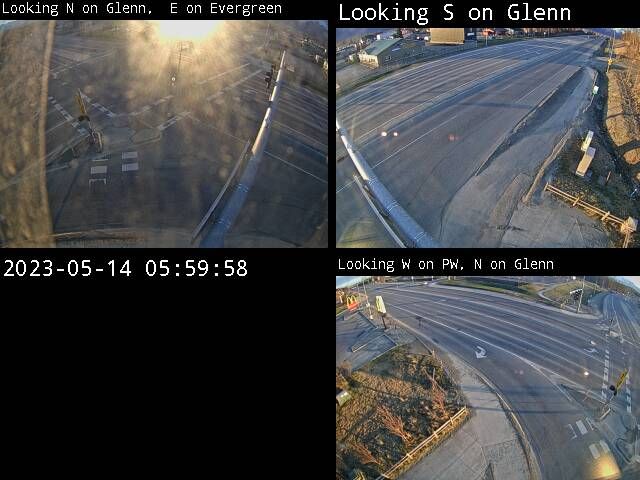 Looking N on Glenn,  E on Evergreen
Looking S on Glenn
2023-05-14 05:59:58
Looking W on PW, N on Glenn